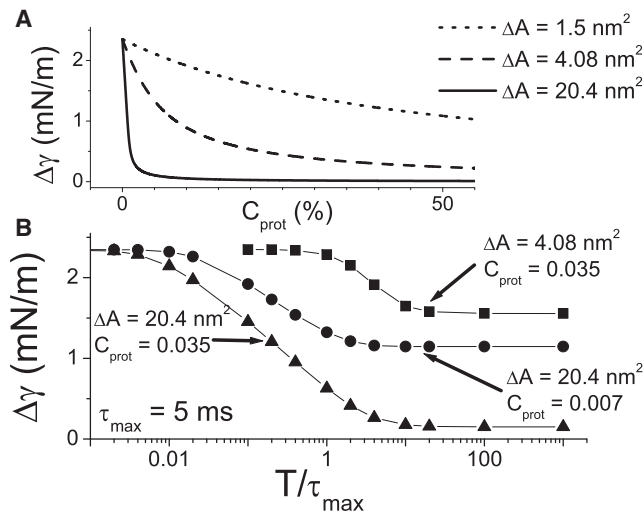 A
ΔA = 1.5 nm²
ΔA = 4.08 nm²
ΔA = 20.4 nm²
Δγ (mN/m)
2
1
0
0
50
C_prot (%)
B
ΔA = 4.08 nm²
C_prot = 0.035
ΔA = 20.4 nm²
C_prot = 0.035
ΔA = 20.4 nm²
C_prot = 0.007
τ_max = 5 ms
Δγ (mN/m)
2
1
0
0.01
1
100
T/τ_max